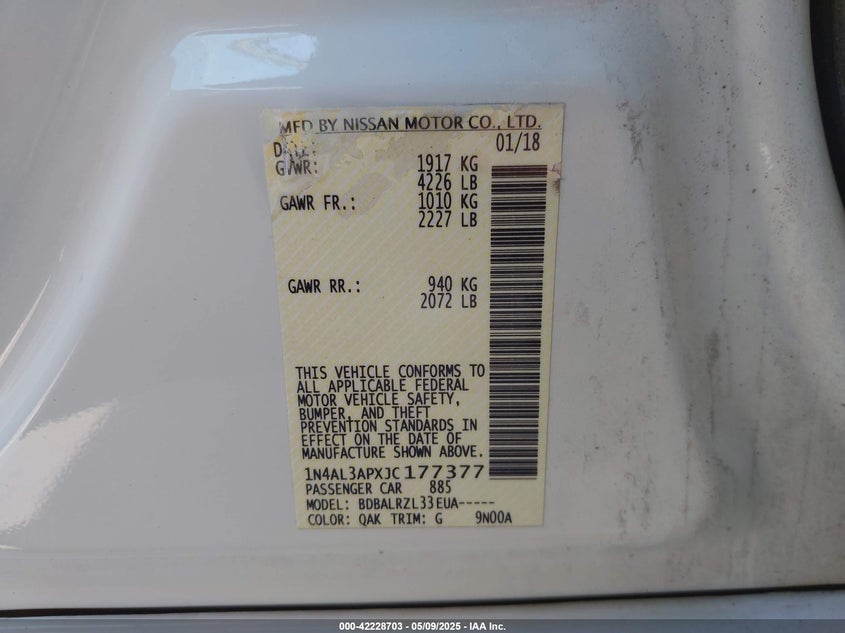 MFD BY NISSAN MOTOR CO., LTD.
DATE: 01/18
GVWR: 1917 KG
4226 LB
GAWR FR.: 1010 KG
2227 LB
GAWR RR.: 940 KG
2072 LB
THIS VEHICLE CONFORMS TO
ALL APPLICABLE FEDERAL
MOTOR VEHICLE SAFETY,
BUMPER, AND THEFT
PREVENTION STANDARDS IN
EFFECT ON THE DATE OF
MANUFACTURE SHOWN ABOVE.
1N4AL3APXJC177377
PASSENGER CAR 885
MODEL: BDBALRZL33EUA-----
COLOR: QAK TRIM: G 9N00A
000-42228703 - 05/09/2025 - IAA Inc.